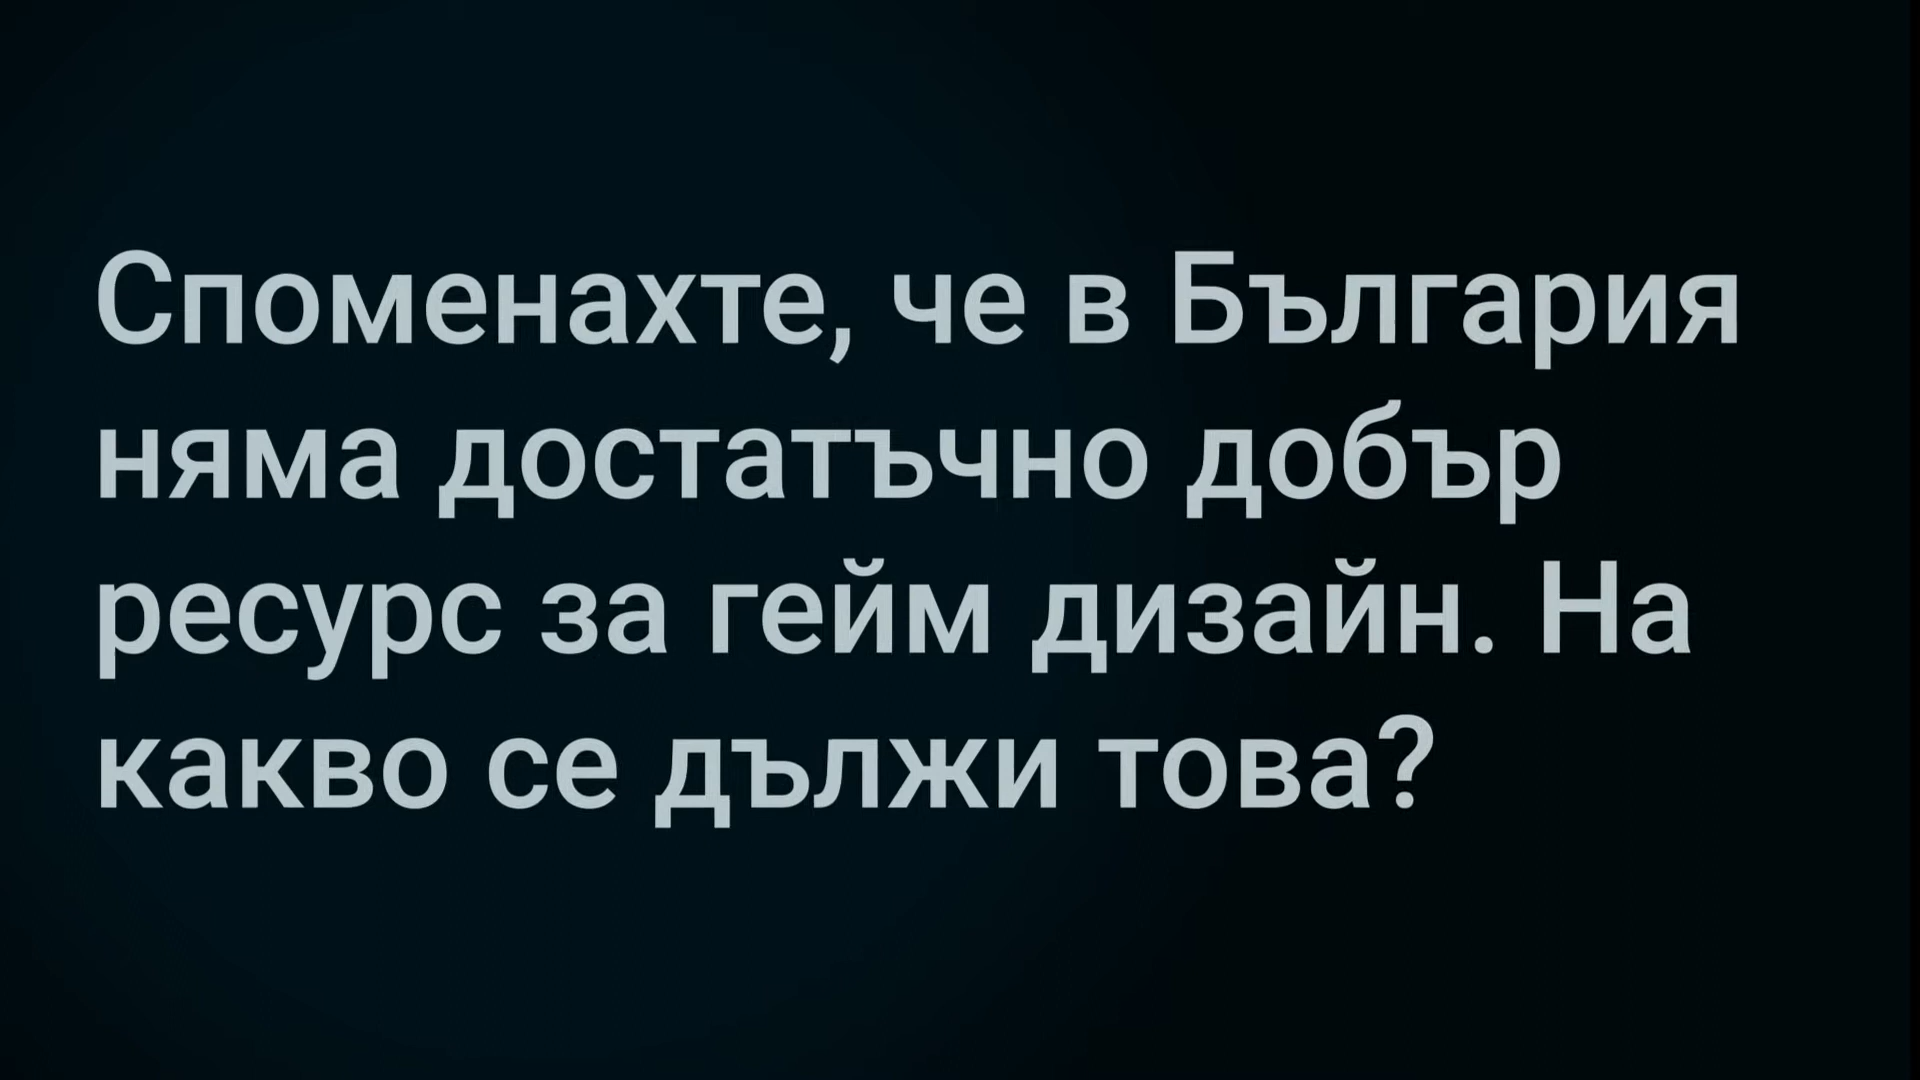 Споменахте, че в България
няма достатъчно добър
ресурс за гейм дизайн. На
какво се дължи това?